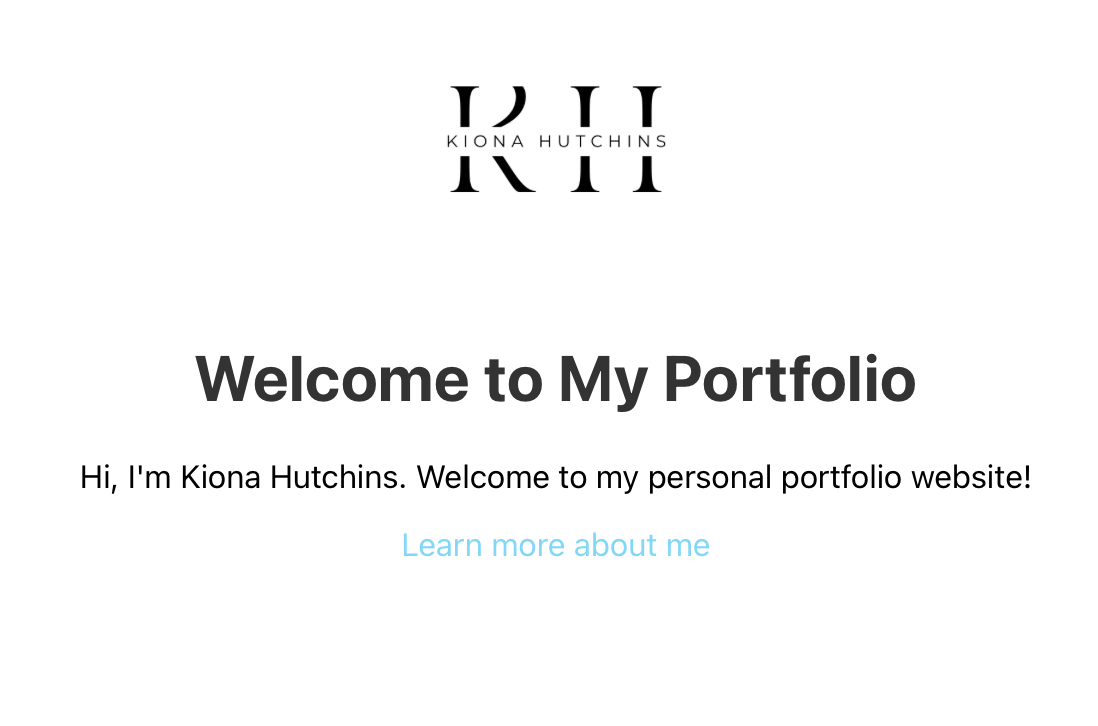 KH
KIONA HUTCHINS
Welcome to My Portfolio
Hi, I'm Kiona Hutchins. Welcome to my personal portfolio website!
Learn more about me